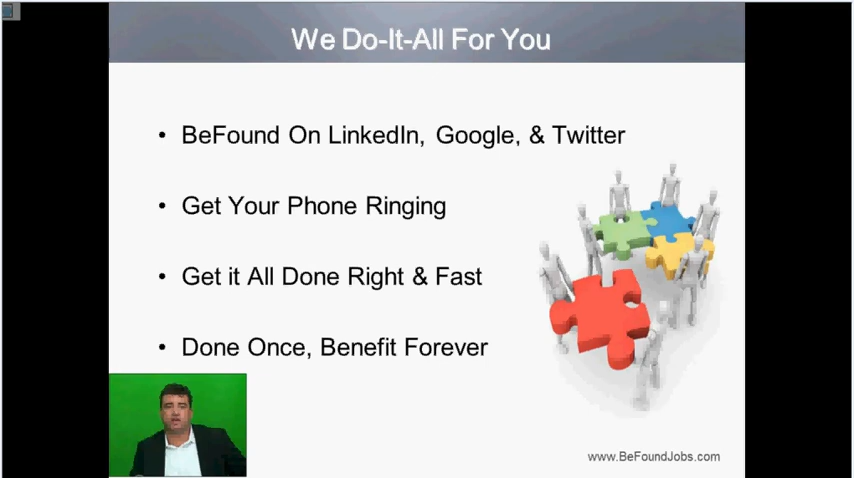 We Do-It-All For You
• BeFound On LinkedIn, Google, & Twitter
• Get Your Phone Ringing
• Get it All Done Right & Fast
• Done Once, Benefit Forever
www.BeFoundJobs.com